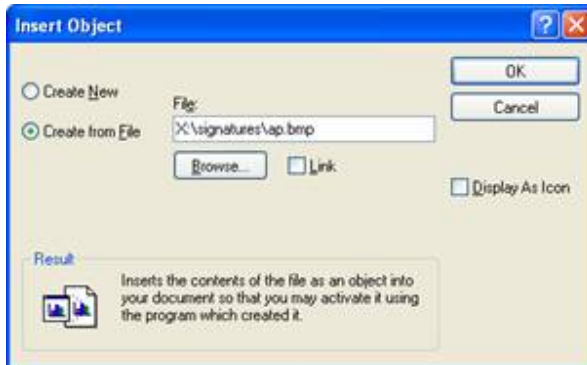 Insert Object
OK
Create New
File:
Cancel
Create from File
X:\signatures\ap.bmp
Browse...
Link
Display As Icon
Result
Inserts the contents of the file as an object into
your document so that you may activate it using
the program which created it.